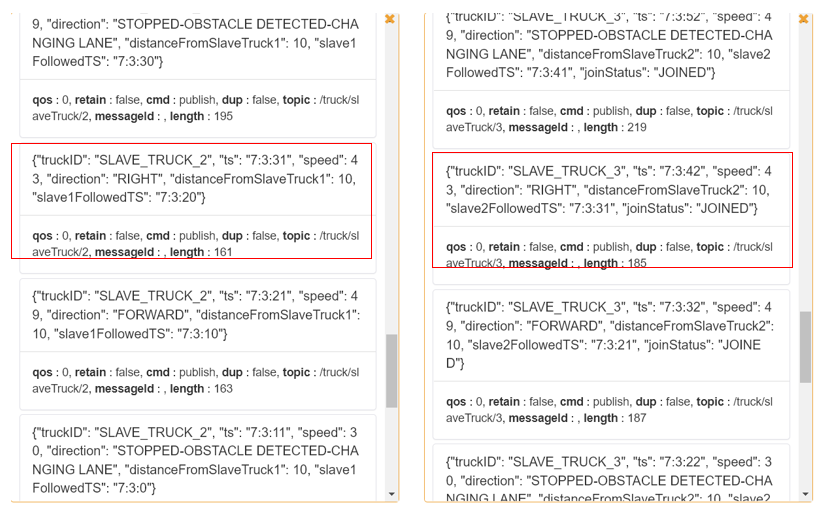 9, "direction": "STOPPED-OBSTACLE DETECTED-CHA
NGING LANE", "distanceFromSlaveTruck1": 10, "slave1
FollowedTS": "7:3:30"}
qos : 0, retain : false, cmd : publish, dup : false, topic : /truck/sl
aveTruck/2, messageId : , length : 195
{"truckID": "SLAVE_TRUCK_2", "ts": "7:3:31", "speed": 4
3, "direction": "RIGHT", "distanceFromSlaveTruck1": 10,
"slave1FollowedTS": "7:3:20"}
qos : 0, retain : false, cmd : publish, dup : false, topic : /truck/sl
aveTruck/2, messageId : , length : 161
{"truckID": "SLAVE_TRUCK_2", "ts": "7:3:21", "speed": 4
9, "direction": "FORWARD", "distanceFromSlaveTruck1":
10, "slave1FollowedTS": "7:3:10"}
qos : 0, retain : false, cmd : publish, dup : false, topic : /truck/sl
aveTruck/2, messageId : , length : 163
{"truckID": "SLAVE_TRUCK_2", "ts": "7:3:11", "speed": 3
0, "direction": "STOPPED-OBSTACLE DETECTED-CHA
NGING LANE", "distanceFromSlaveTruck1": 10, "slave1
FollowedTS": "7:3:0"}
{"truckID": "SLAVE_TRUCK_3", "ts": "7:3:52", "speed": 4
9, "direction": "STOPPED-OBSTACLE DETECTED-CHA
NGING LANE", "distanceFromSlaveTruck2": 10, "slave2
FollowedTS": "7:3:41", "joinStatus": "JOINED"}
qos : 0, retain : false, cmd : publish, dup : false, topic : /truck/sl
aveTruck/3, messageId : , length : 219
{"truckID": "SLAVE_TRUCK_3", "ts": "7:3:42", "speed": 4
3, "direction": "RIGHT", "distanceFromSlaveTruck2": 10,
"slave2FollowedTS": "7:3:31", "joinStatus": "JOINED"}
qos : 0, retain : false, cmd : publish, dup : false, topic : /truck/sl
aveTruck/3, messageId : , length : 185
{"truckID": "SLAVE_TRUCK_3", "ts": "7:3:32", "speed": 4
9, "direction": "FORWARD", "distanceFromSlaveTruck2":
10, "slave2FollowedTS": "7:3:21", "joinStatus": "JOINE
D"}
qos : 0, retain : false, cmd : publish, dup : false, topic : /truck/sl
aveTruck/3, messageId : , length : 187
{"truckID": "SLAVE_TRUCK_3", "ts": "7:3:22", "speed": 3
0, "direction": "STOPPED-OBSTACLE DETECTED-CHA
NGING LANE", "distanceFromSlaveTruck2": 10, "slave2